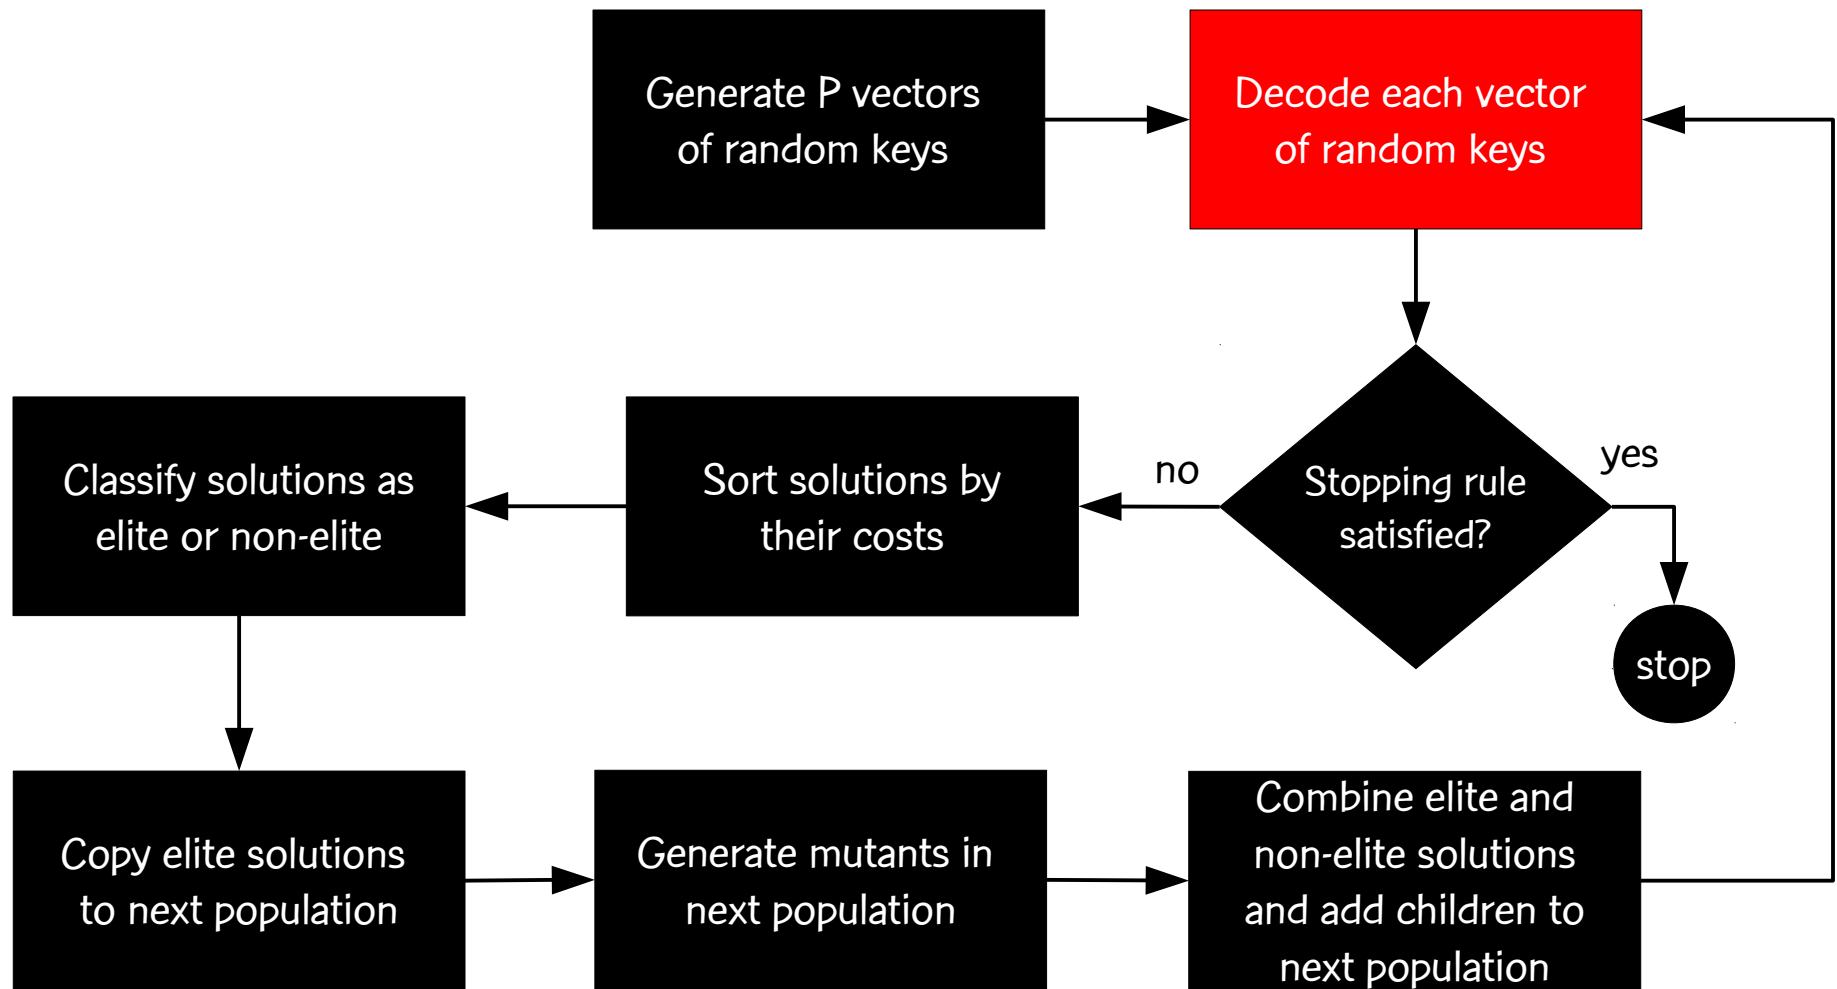 Generate P vectors
of random keys
Decode each vector
of random keys
Classify solutions as
elite or non-elite
Sort solutions by
their costs
no
Stopping rule
satisfied?
yes
stop
Copy elite solutions
to next population
Generate mutants in
next population
Combine elite and
non-elite solutions
and add children to
next population